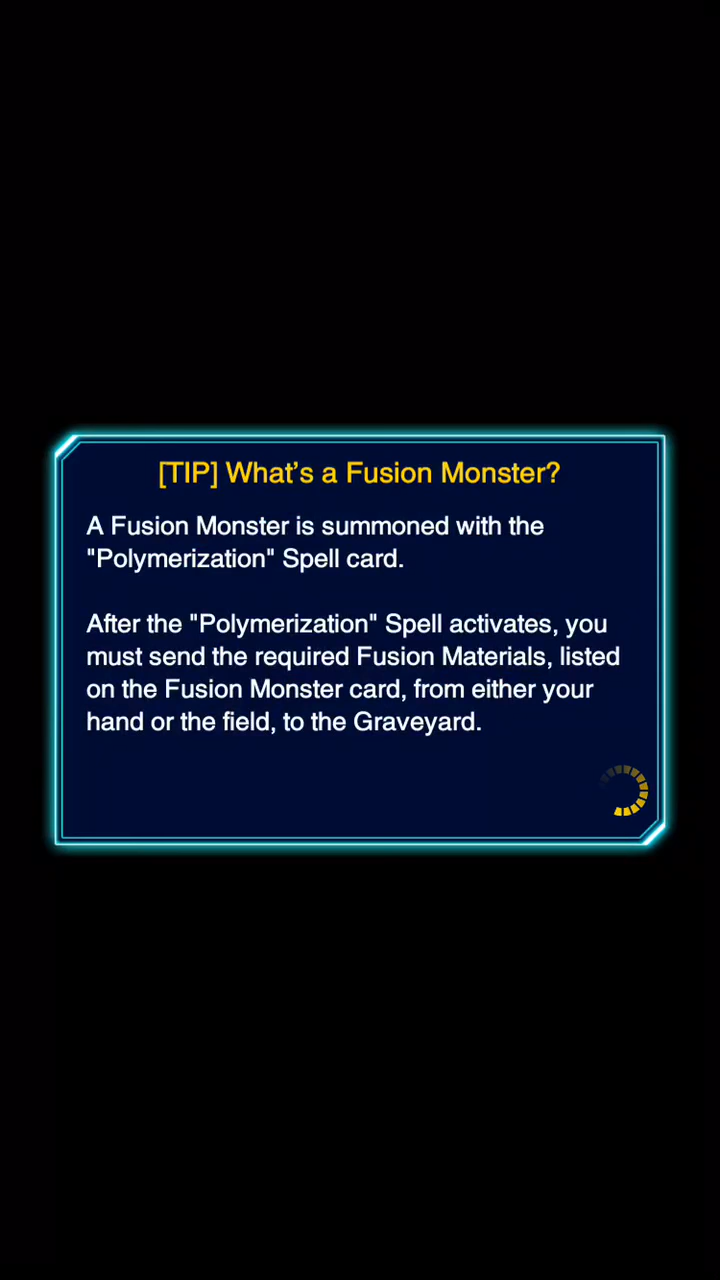 [TIP] What’s a Fusion Monster?
A Fusion Monster is summoned with the
"Polymerization" Spell card.
After the "Polymerization" Spell activates, you
must send the required Fusion Materials, listed
on the Fusion Monster card, from either your
hand or the field, to the Graveyard.